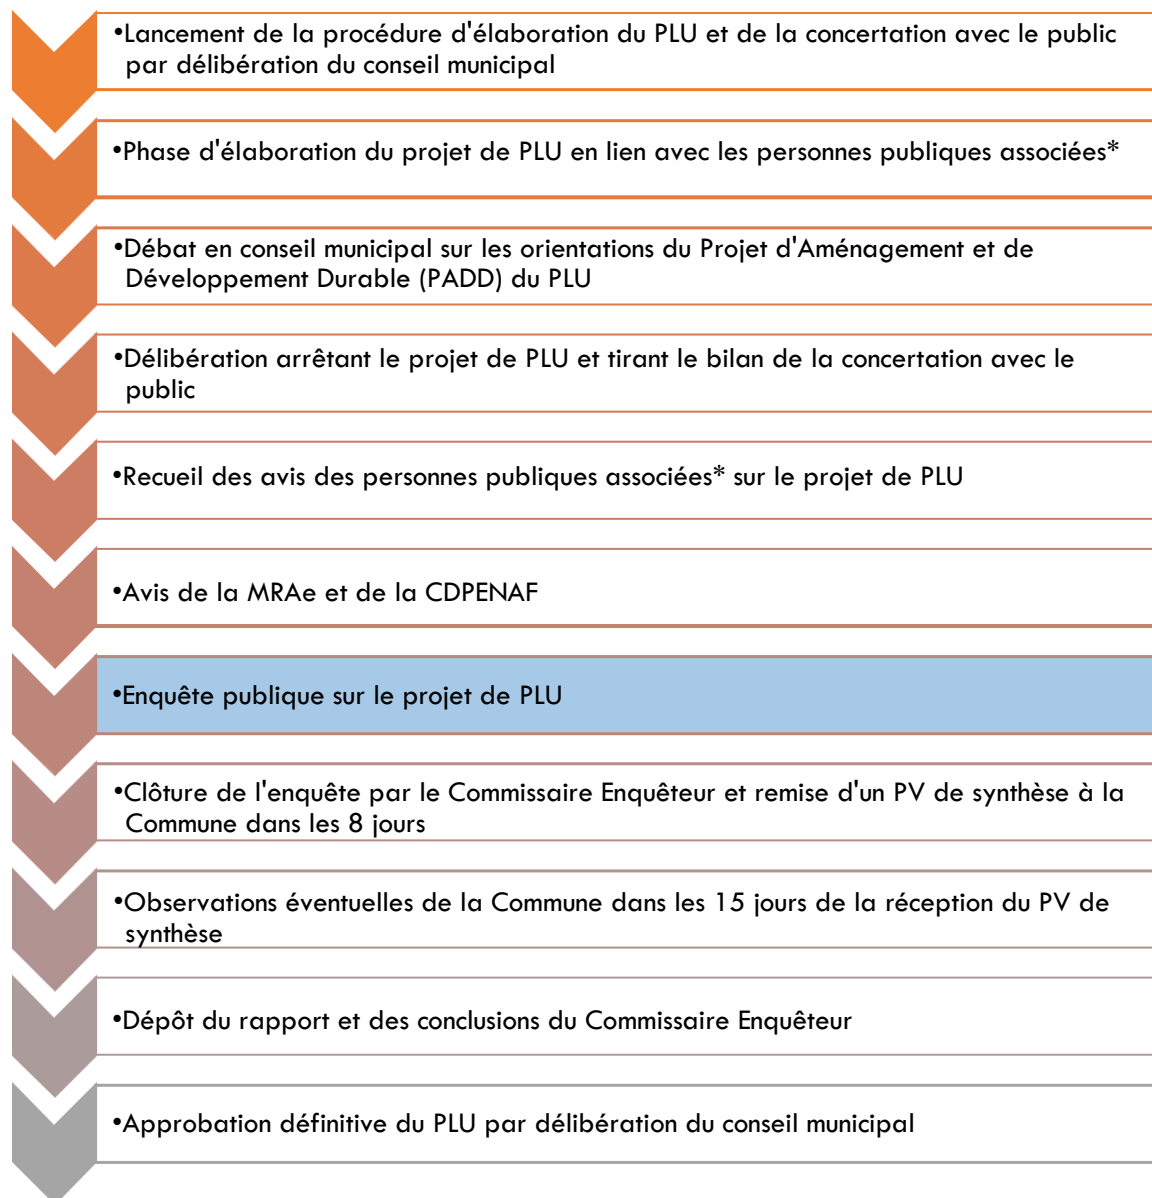 •Lancement de la procédure d'élaboration du PLU et de la concertation avec le public
par délibération du conseil municipal
•Phase d'élaboration du projet de PLU en lien avec les personnes publiques associées*
•Débat en conseil municipal sur les orientations du Projet d'Aménagement et de
Développement Durable (PADD) du PLU
•Délibération arrêtant le projet de PLU et tirant le bilan de la concertation avec le
public
•Recueil des avis des personnes publiques associées* sur le projet de PLU
•Avis de la MRAe et de la CDPENAF
•Enquête publique sur le projet de PLU
•Clôture de l'enquête par le Commissaire Enquêteur et remise d'un PV de synthèse à la
Commune dans les 8 jours
•Observations éventuelles de la Commune dans les 15 jours de la réception du PV de
synthèse
•Dépôt du rapport et des conclusions du Commissaire Enquêteur
•Approbation définitive du PLU par délibération du conseil municipal